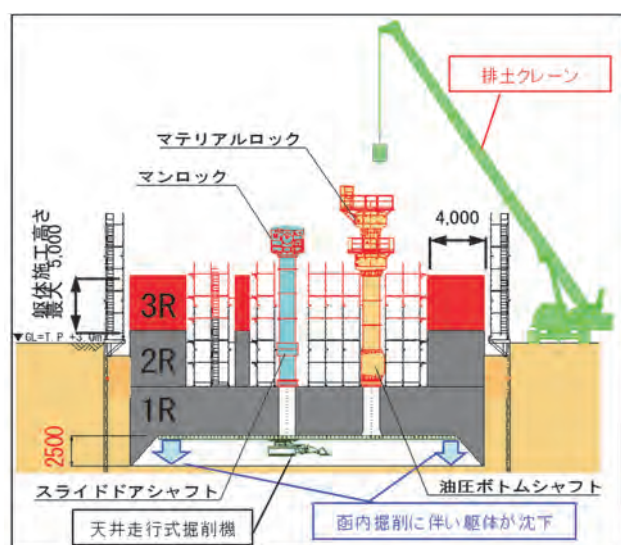 排土クレーン
マテリアルロック
マンロック
4,000
躯体施工高さ
最大 5,000
3R
▼GL=T.P +3.0m
2R
1R
2500
スライドドアシャフト
油圧ボトムシャフト
天井走行式掘削機
函内掘削に伴い躯体が沈下